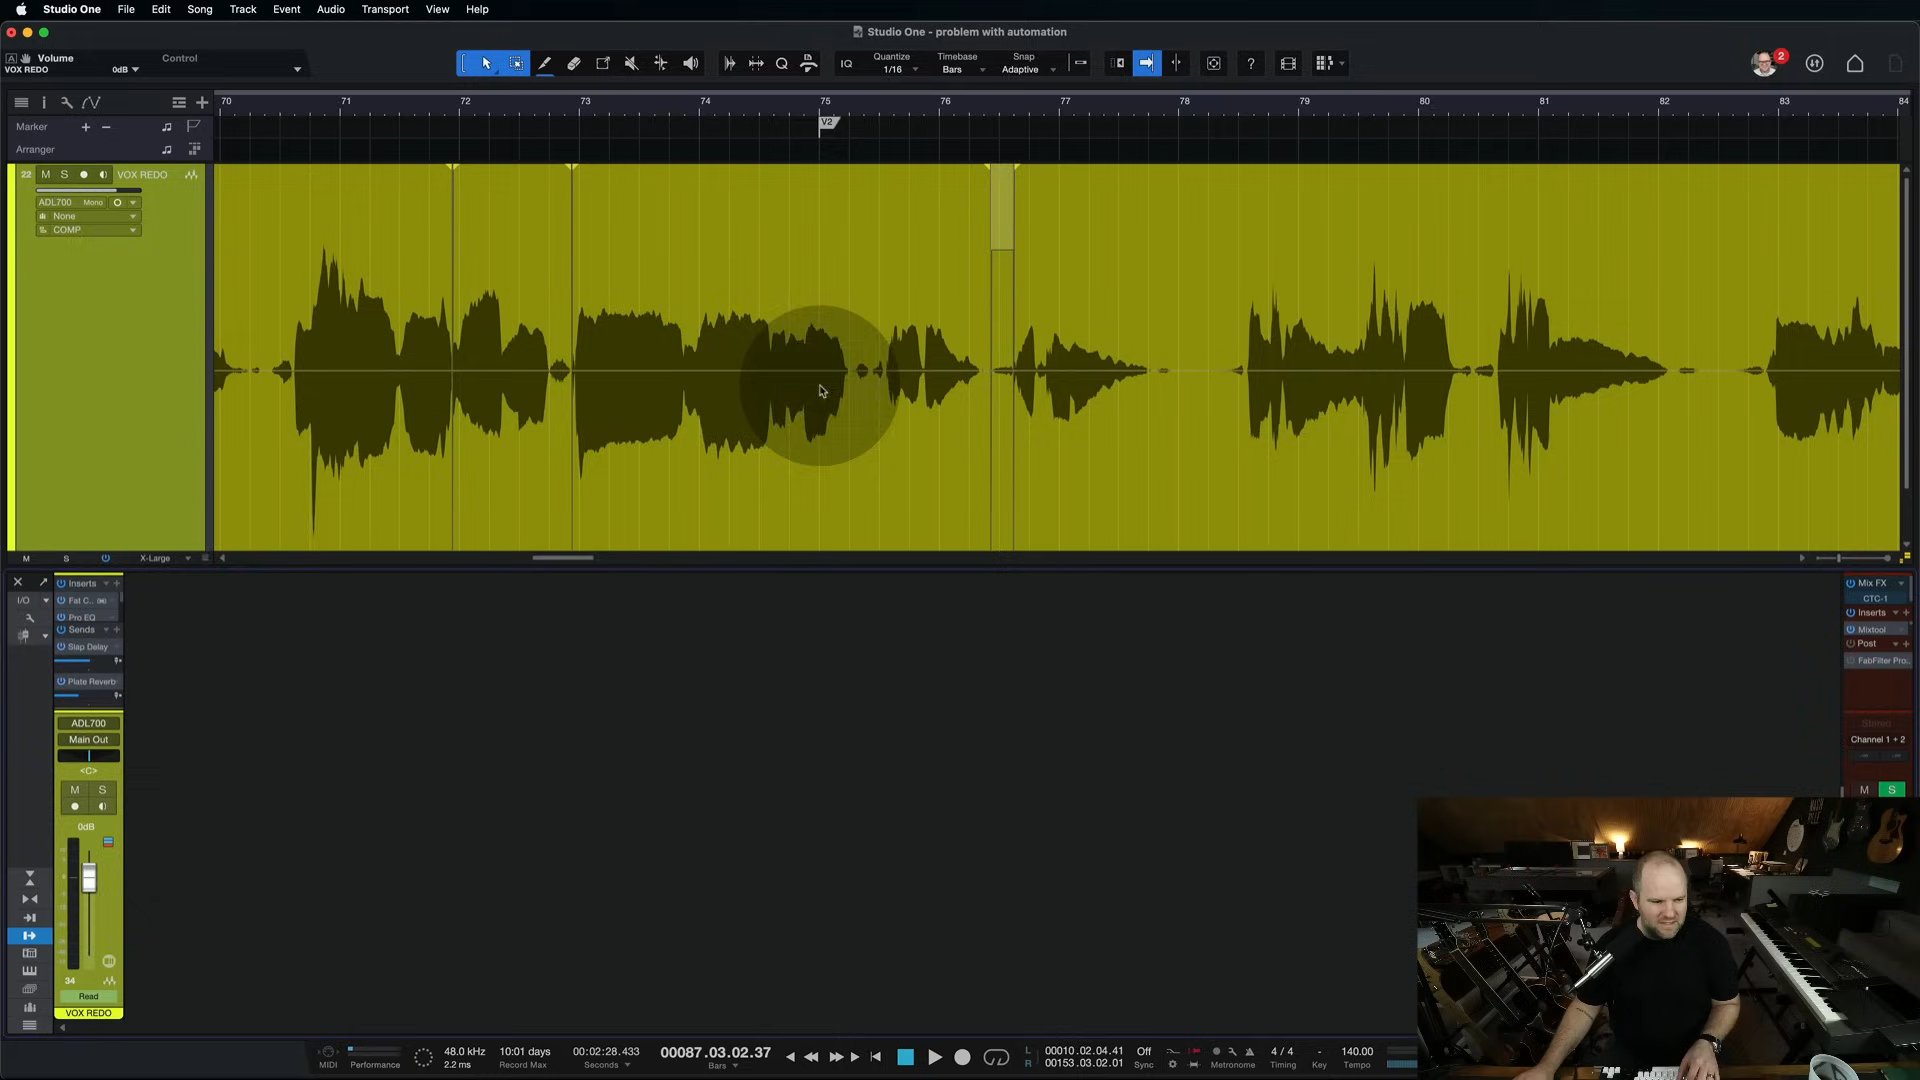 Studio One File Edit Song Track Event Audio Transport View Help
Studio One - problem with automation
Volume Control
VOX REDO 0dB
IQ Quantize Timebase Snap
1/16 Bars Adaptive
? 2
70 71 72 73 74 75 76 77 78 79 80 81 82 83 84
Marker + -
V2
Arranger
22 M S VOX REDO
ADL700 Mono
None
COMP
M S X-Large
Inserts
I/O Fat C..
Pro EQ
Sends
Slap Delay
Plate Reverb
ADL700
Main Out
<C>
M S
0dB
34
Read
VOX REDO
Mix FX
CTC-1
Inserts
Mixtool
Post
FabFilter Pro..
Stereo
Channel 1 + 2
M S
MIDI Performance
48.0 kHz 10:01 days 00:02:28.433 00087.03.02.37
2.2 ms Record Max Seconds Bars
L 00010.02.04.41 Off 4 / 4 - 140.00
R 00153.03.02.01 Sync Metronome Timing Key Tempo